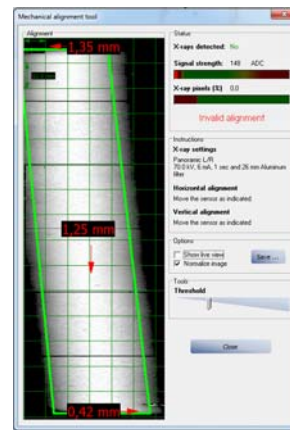 Mechanical alignment tool
Alignment
1,35 mm
1,25 mm
0,42 mm
Status
X-rays detected: No
Signal strength: 148 ADC
X-ray pixels (%) 0.0
Invalid alignment
Instructions
X-ray settings
Panoramic L/R
70.0 kV, 6 mA, 1 sec and 26 mm Aluminum
filter
Horizontal alignment
Move the sensor as indicated
Vertical alignment
Move the sensor as indicated
Options
Show live view
Normalize image
Save ...
Tools
Threshold
Close